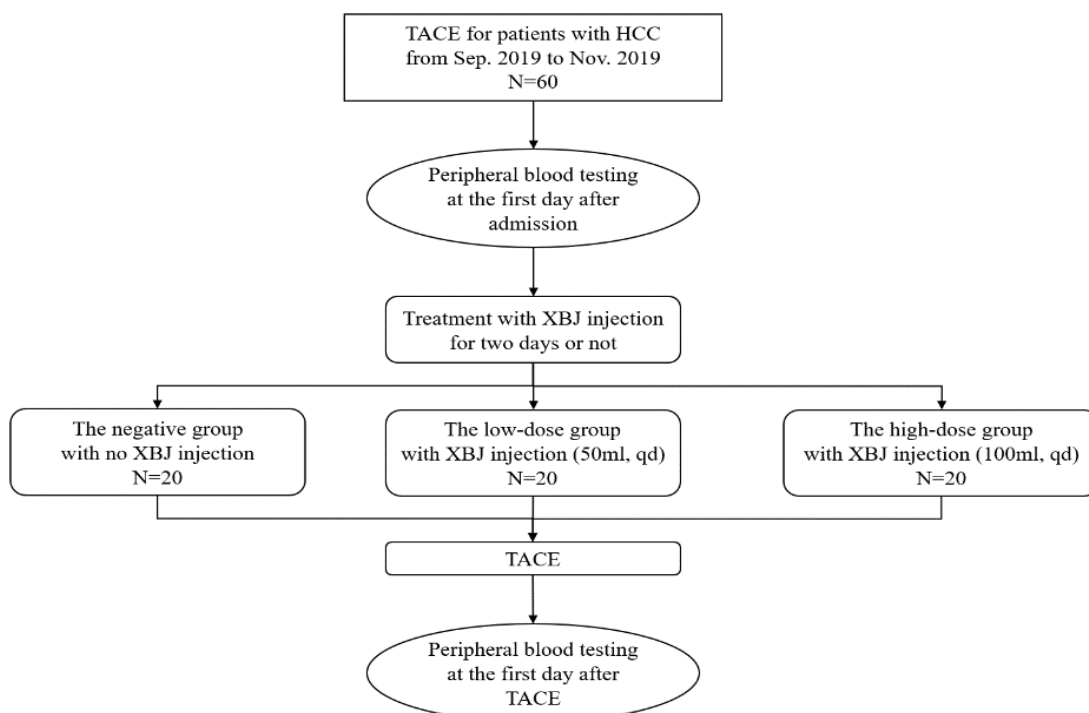 TACE for patients with HCC
from Sep. 2019 to Nov. 2019
N=60
Peripheral blood testing
at the first day after
admission
Treatment with XBJ injection
for two days or not
The negative group
with no XBJ injection
N=20
The low-dose group
with XBJ injection (50ml, qd)
N=20
The high-dose group
with XBJ injection (100ml, qd)
N=20
TACE
Peripheral blood testing
at the first day after
TACE